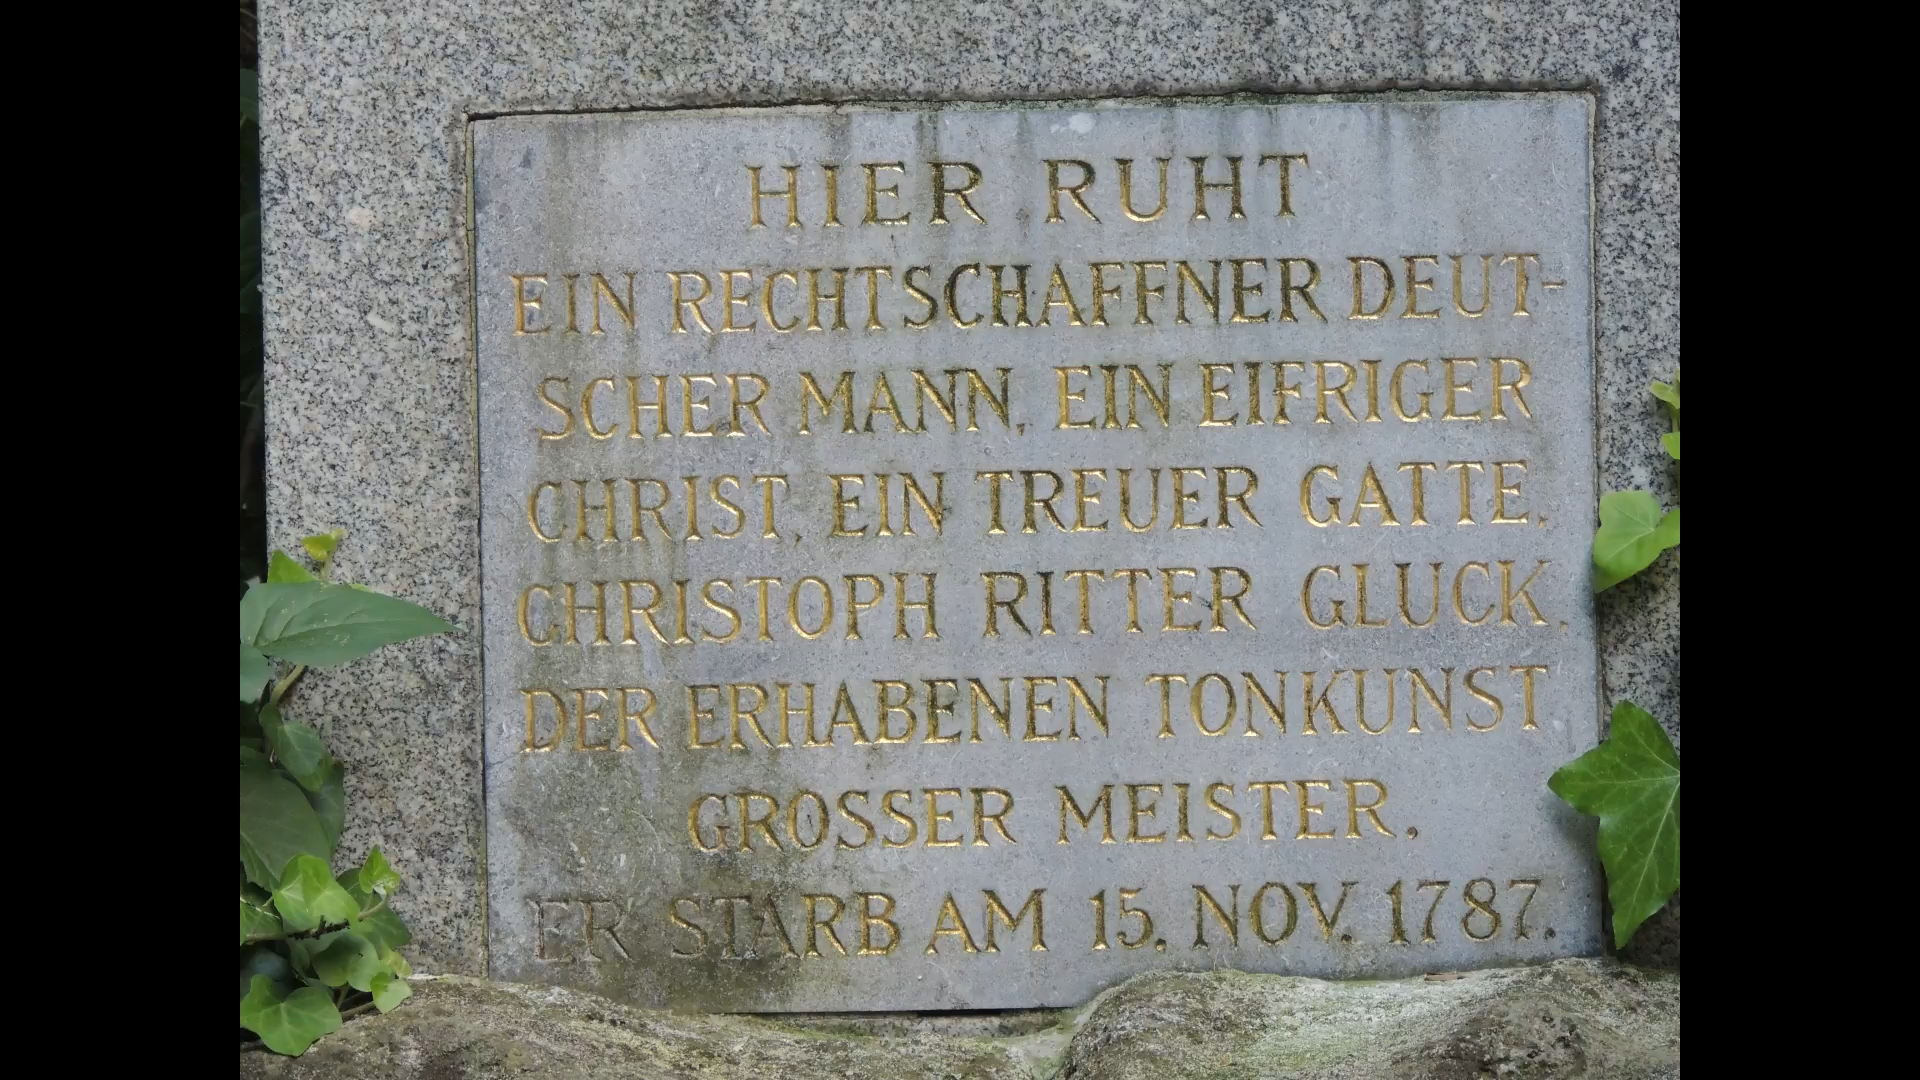 HIER RUHT
EIN RECHTSCHAFFNER DEUT-
SCHER MANN, EIN EIFRIGER
CHRIST, EIN TREUER GATTE.
CHRISTOPH RITTER GLUCK.
DER ERHABENEN TONKUNST
GROSSER MEISTER.
ER STARB AM 15. NOV. 1787.